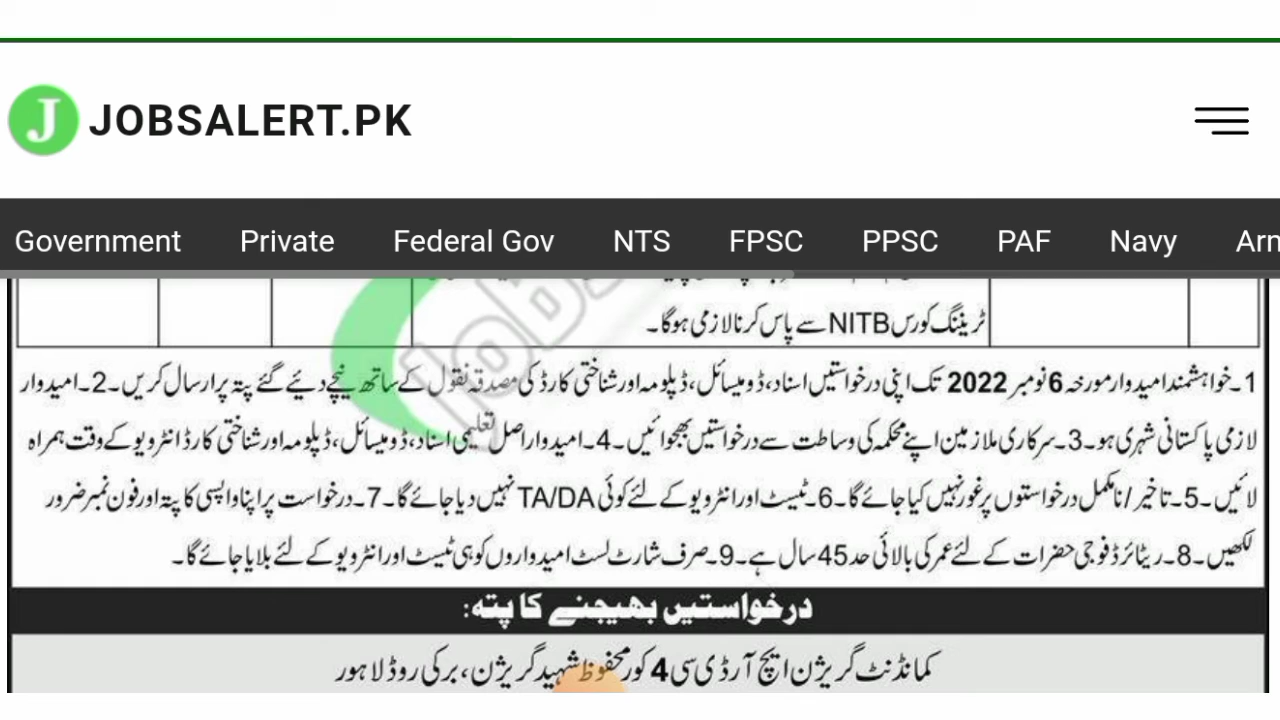 JOBSALERT.PK
Government Private Federal Gov NTS FPSC PPSC PAF Navy
ٹریننگ کورس NITB سے پاس کرنا لازمی ہوگا۔
1۔خواہشمند امیدوار مورخہ 6 نومبر 2022 تک اپنی درخواستیں اسناد، ڈومیسائل، ڈپلومہ اور شناختی کارڈ کی مصدقہ نقول کے ساتھ نیچے دیئے گئے پتہ پر ارسال کریں۔2۔امیدوار
لازمی پاکستانی شہری ہو۔3۔سرکاری ملازمین اپنے محکمہ کی وساطت سے درخواستیں بھجوائیں۔4۔امیدوار اصل تعلیمی اسناد، ڈومیسائل، ڈپلومہ اور شناختی کارڈ انٹرویو کے وقت ہمراہ
لائیں۔5۔تاخیر/نامکمل درخواستوں پر غور نہیں کیا جائے گا۔6۔ٹیسٹ اور انٹرویو کے لئے کوئی TA/DA نہیں دیا جائے گا۔7۔درخواست پر اپنا واپسی کا پتہ اور فون نمبر ضرور
لکھیں۔8۔ریٹائرڈ فوجی حضرات کے لئے عمر کی بالائی حد 45 سال ہے۔9۔صرف شارٹ لسٹ امیدواروں کو ہی ٹیسٹ اور انٹرویو کے لئے بلایا جائے گا۔
درخواستیں بھیجنے کا پتہ:
کمانڈنٹ گریژن ایچ آر ڈی سی 4 کور محفوظ شہید گریژن، برکی روڈ لاہور